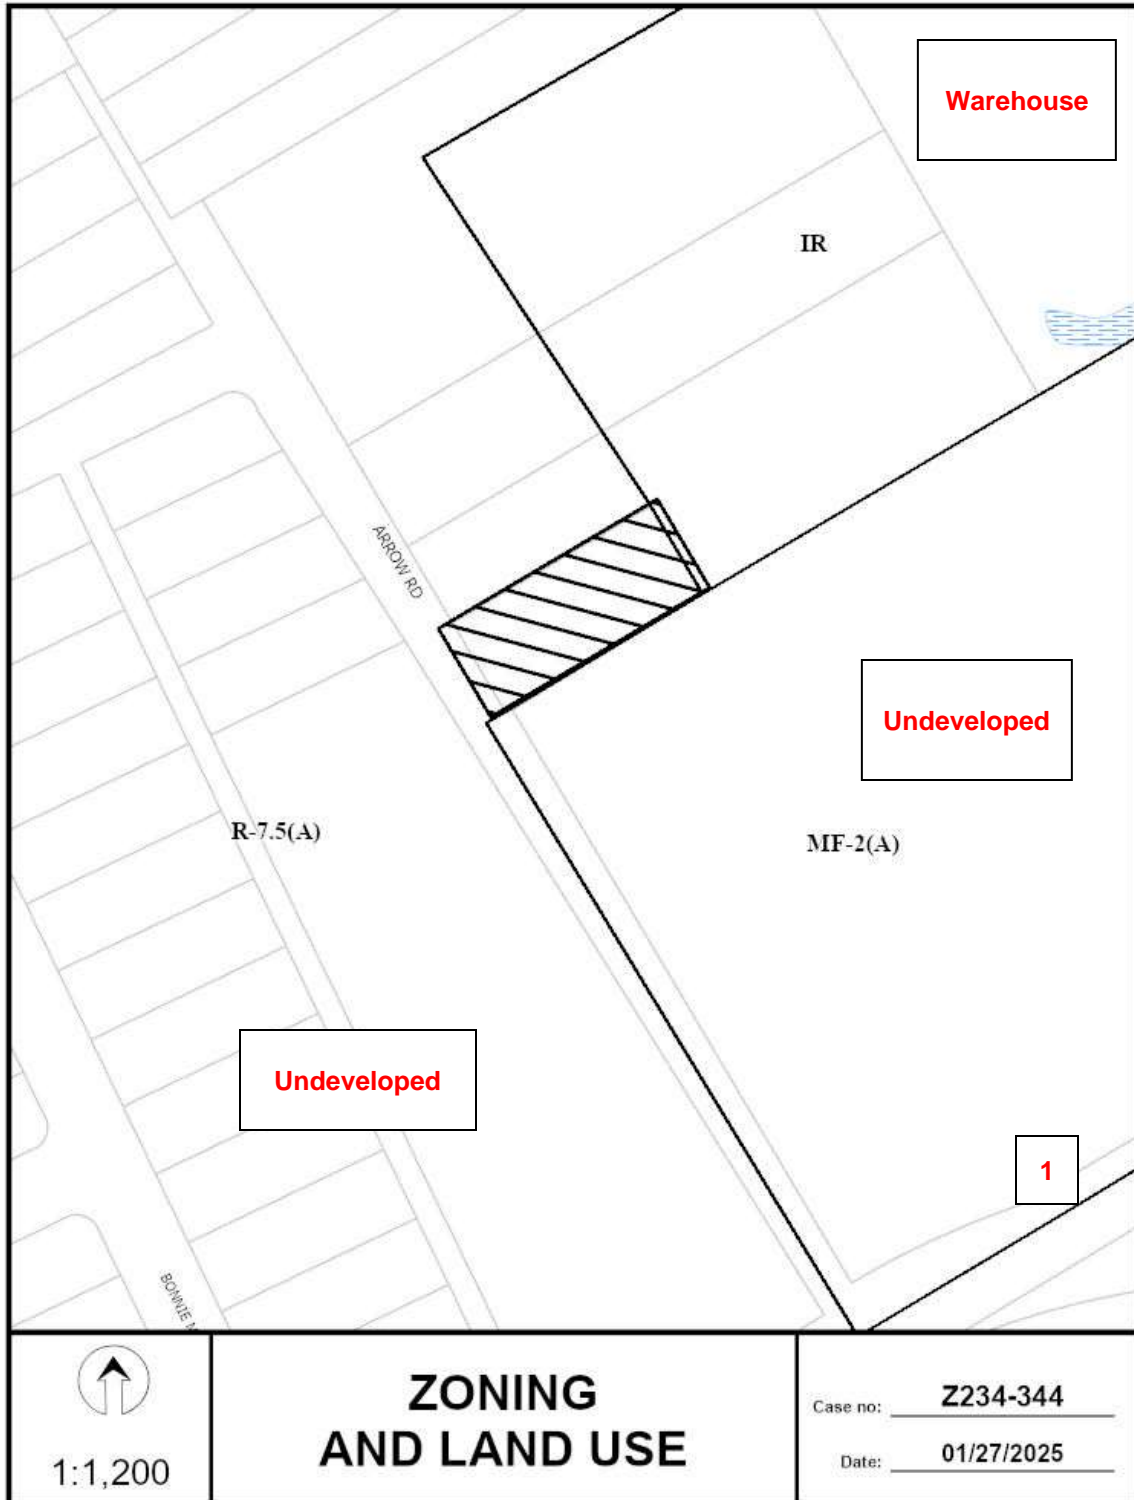 Warehouse
IR
ARROW RD
Undeveloped
R-7.5(A)
MF-2(A)
Undeveloped
1
BONNIE
1:1,200
ZONING
AND LAND USE
Case no: Z234-344
Date: 01/27/2025